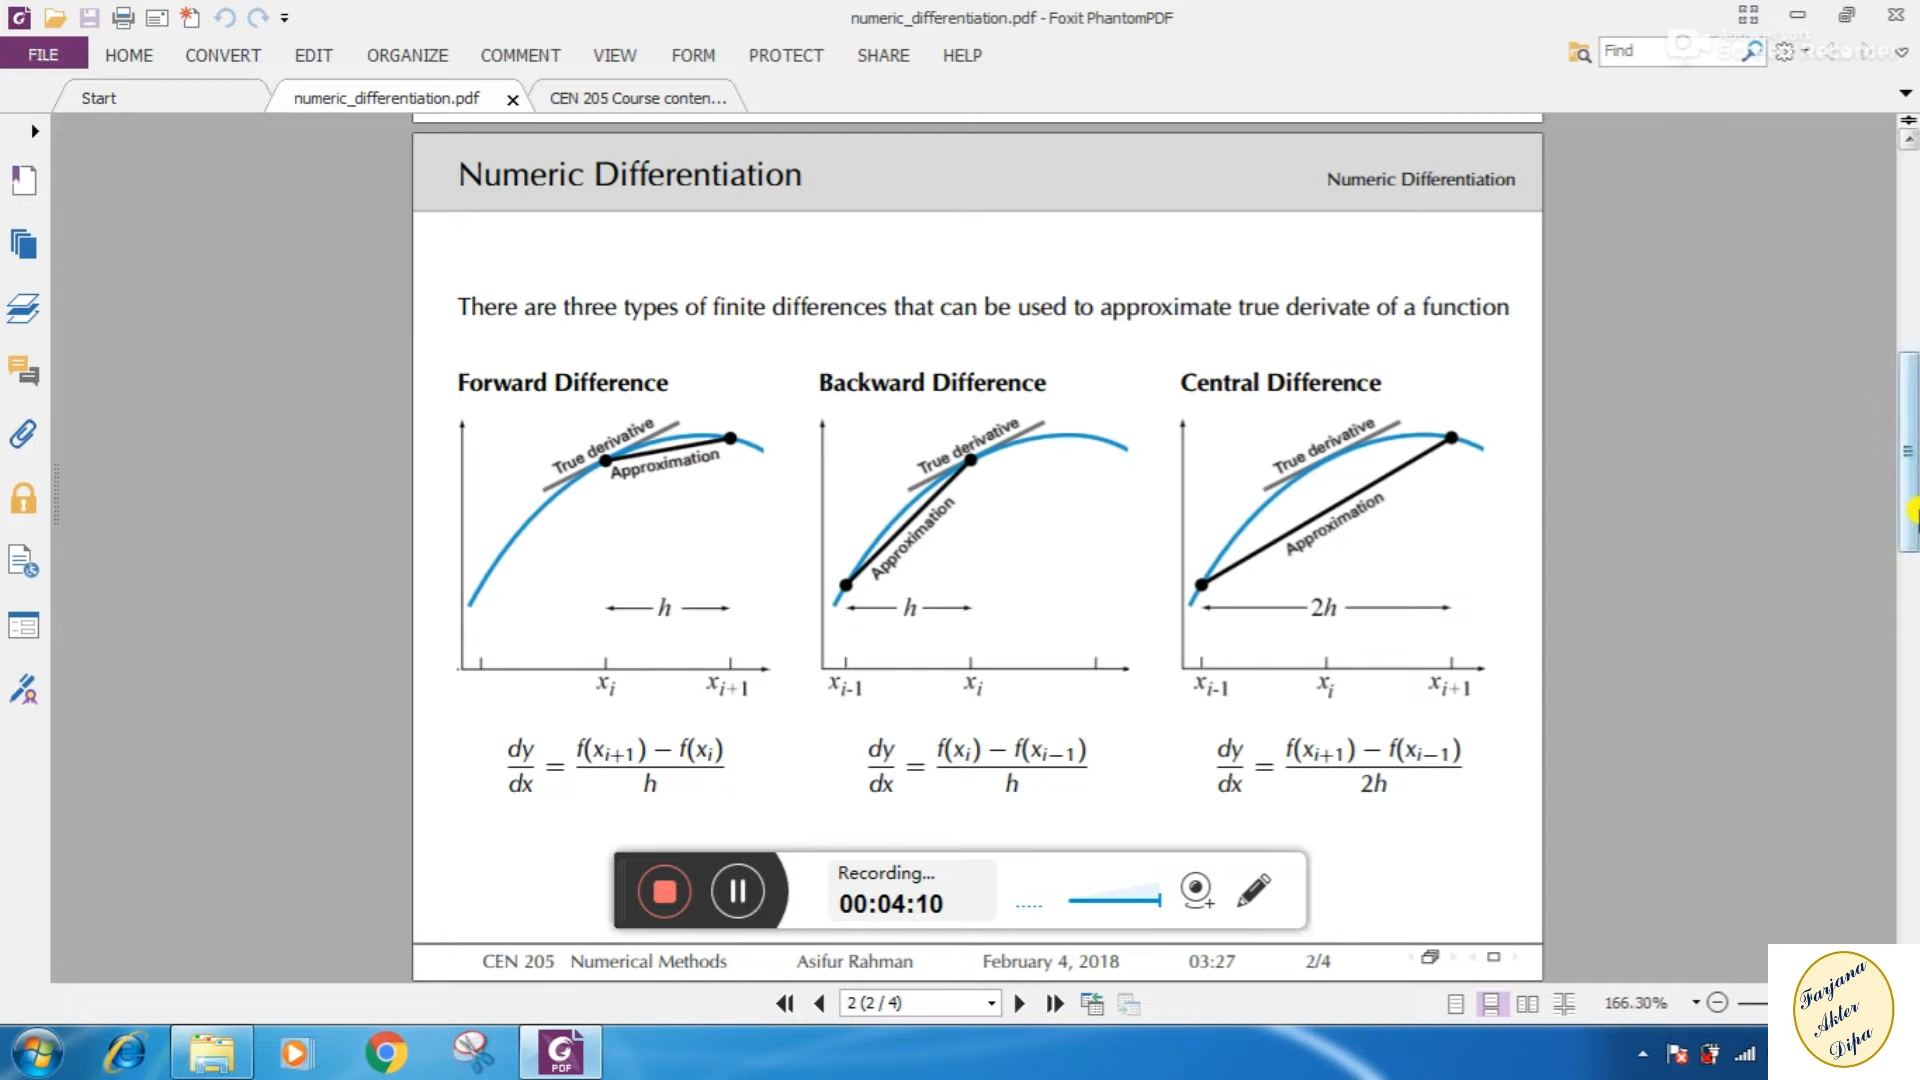 numeric_differentiation.pdf - Foxit PhantomPDF
FILE HOME CONVERT EDIT ORGANIZE COMMENT VIEW FORM PROTECT SHARE HELP
Find
Start
numeric_differentiation.pdf
CEN 205 Course conten...
Numeric Differentiation
Numeric Differentiation
There are three types of finite differences that can be used to approximate true derivate of a function
Forward Difference
True derivative
Approximation
h
xᵢ xᵢ₊₁
dy/dx = (f(xᵢ₊₁) − f(xᵢ))/h
Backward Difference
True derivative
Approximation
h
xᵢ₋₁ xᵢ
dy/dx = (f(xᵢ) − f(xᵢ₋₁))/h
Central Difference
True derivative
Approximation
2h
xᵢ₋₁ xᵢ xᵢ₊₁
dy/dx = (f(xᵢ₊₁) − f(xᵢ₋₁))/2h
Recording...
00:04:10
CEN 205 Numerical Methods Asifur Rahman February 4, 2018 03:27 2/4
2 (2 / 4)
166.30%
PDF
Farjana
Akter
Dipa